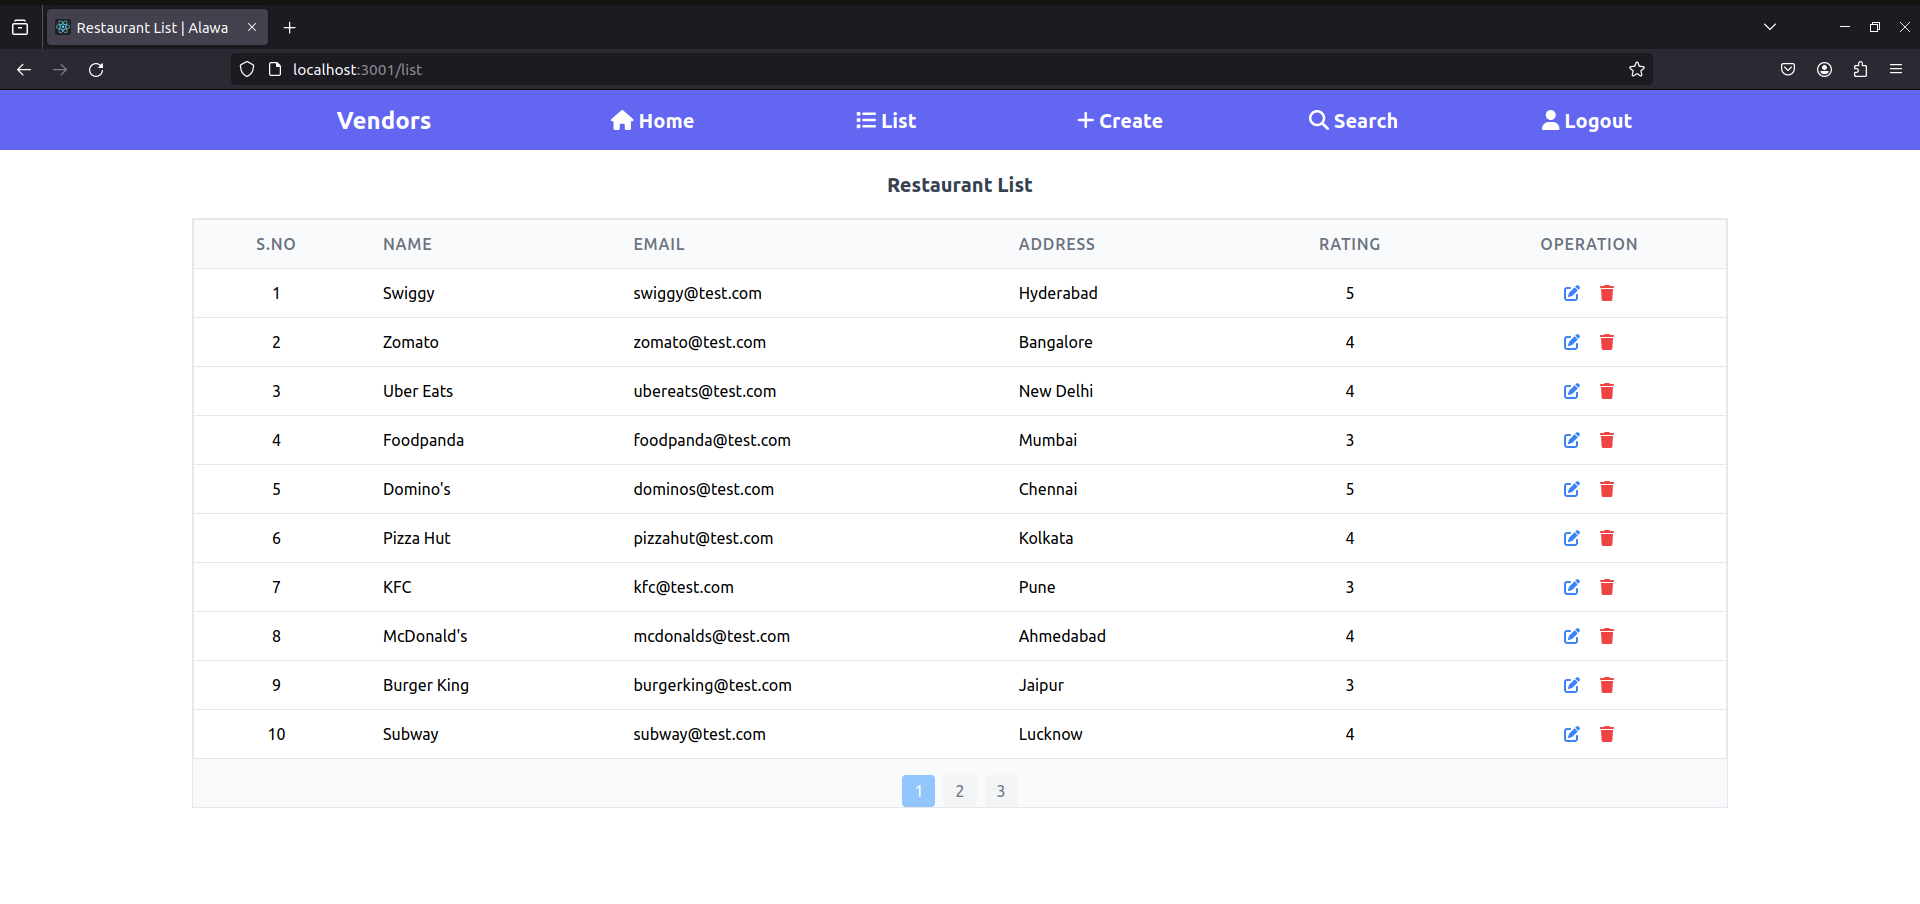 Restaurant List | Alawa
localhost:3001/list
Vendors Home List Create Search Logout
Restaurant List
S.NO NAME EMAIL ADDRESS RATING OPERATION
1 Swiggy swiggy@test.com Hyderabad 5
2 Zomato zomato@test.com Bangalore 4
3 Uber Eats ubereats@test.com New Delhi 4
4 Foodpanda foodpanda@test.com Mumbai 3
5 Domino's dominos@test.com Chennai 5
6 Pizza Hut pizzahut@test.com Kolkata 4
7 KFC kfc@test.com Pune 3
8 McDonald's mcdonalds@test.com Ahmedabad 4
9 Burger King burgerking@test.com Jaipur 3
10 Subway subway@test.com Lucknow 4
1 2 3